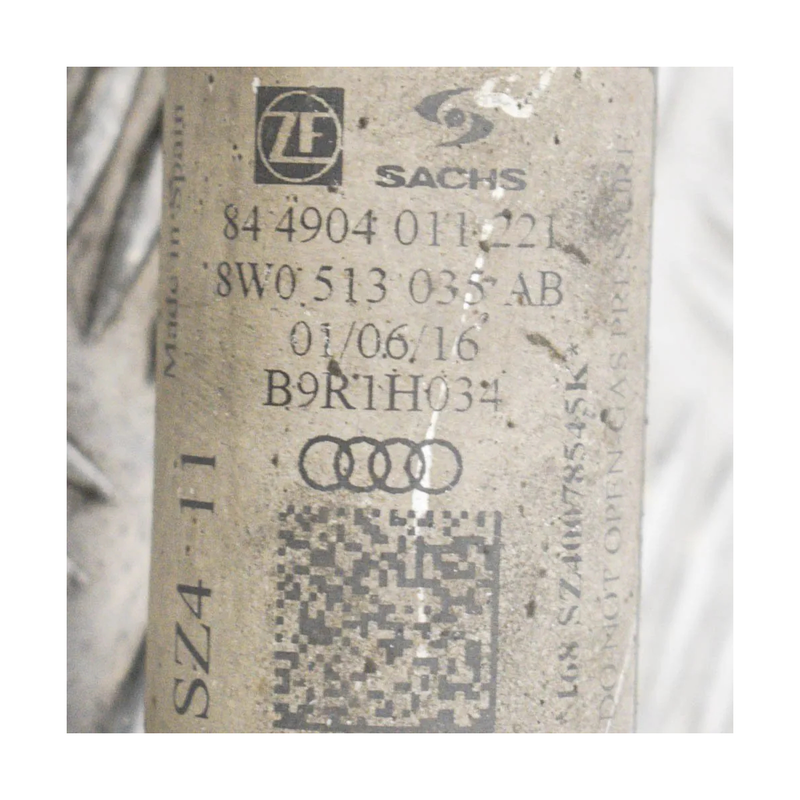 ZF
SACHS
84 4904 011 221
8W0 513 035 AB
01/06/16
B9R1H034
Made in Spain
SZ4-11
DO MOT OPEN GAS PRESSURE